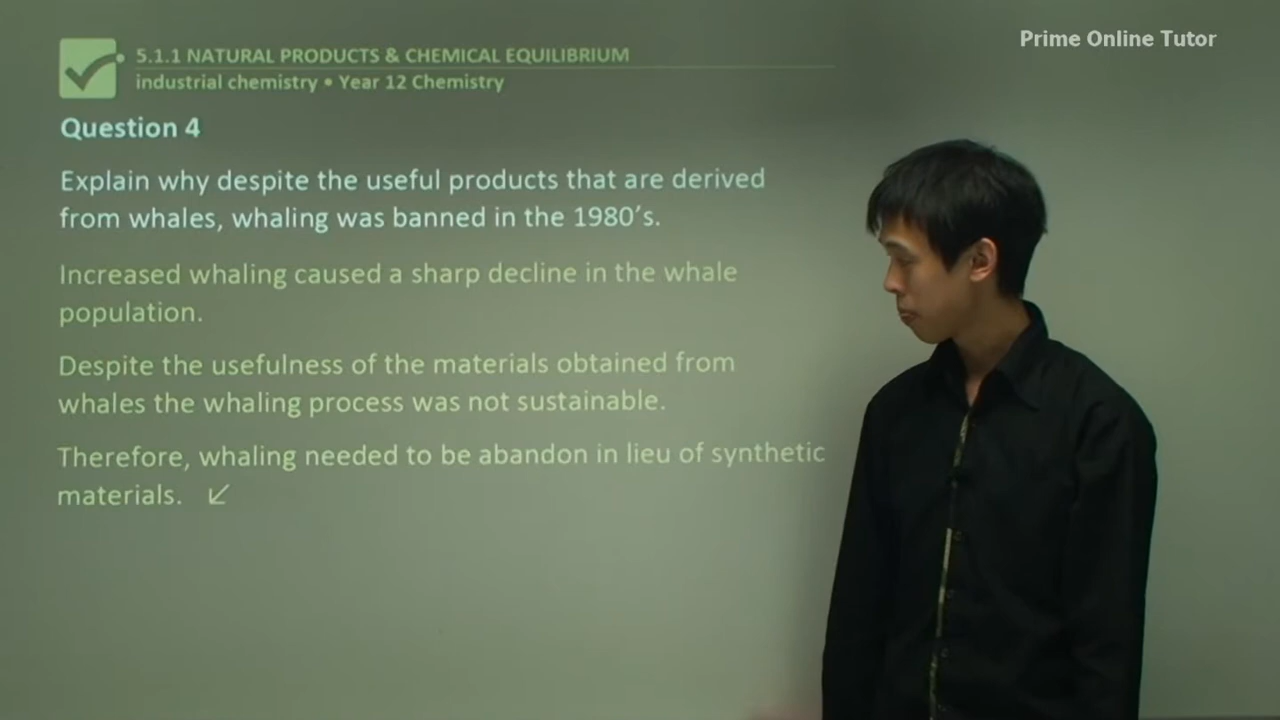 Prime Online Tutor
5.1.1 NATURAL PRODUCTS & CHEMICAL EQUILIBRIUM
industrial chemistry • Year 12 Chemistry
Question 4
Explain why despite the useful products that are derived
from whales, whaling was banned in the 1980’s.
Increased whaling caused a sharp decline in the whale
population.
Despite the usefulness of the materials obtained from
whales the whaling process was not sustainable.
Therefore, whaling needed to be abandon in lieu of synthetic
materials.